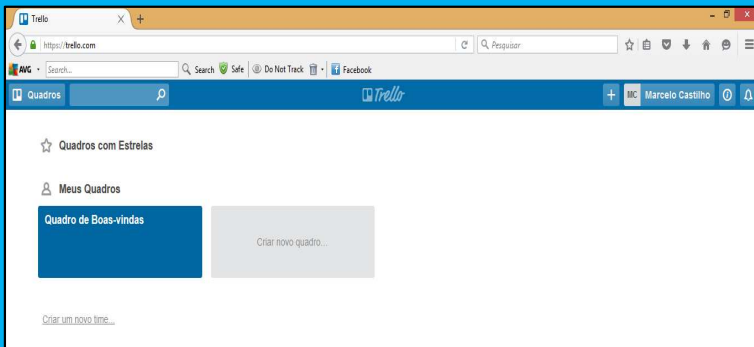 Trello
https://trello.com
Pesquisar
AVG Search... Search Safe Do Not Track Facebook
Quadros Trello + MC Marcelo Castilho
Quadros com Estrelas
Meus Quadros
Quadro de Boas-vindas
Criar novo quadro...
Criar um novo time...